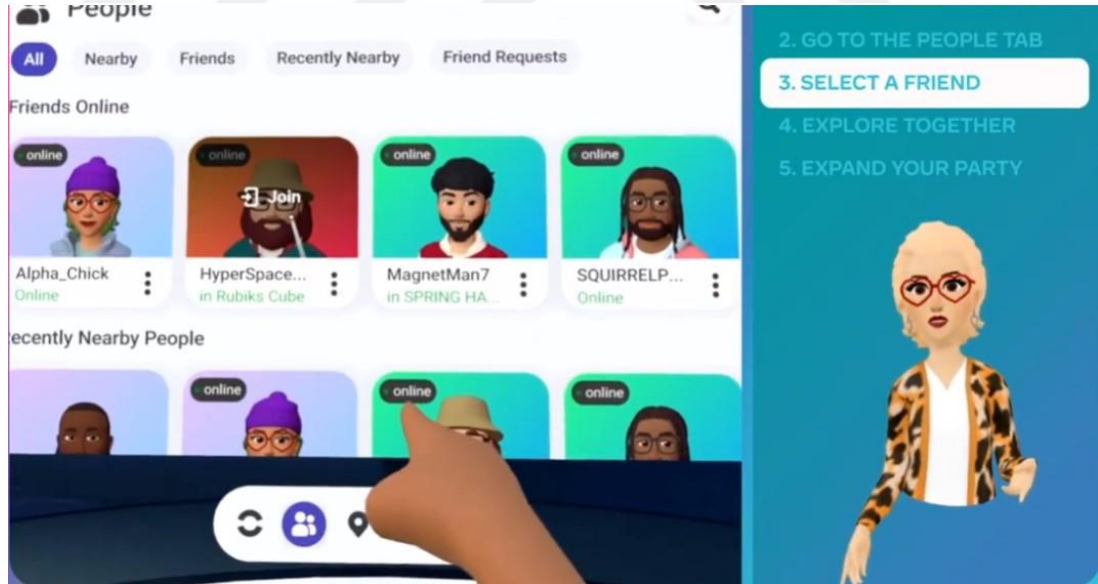 People
All
Nearby
Friends
Recently Nearby
Friend Requests
Friends Online
online
online
online
online
Join
Alpha_Chick
Online
HyperSpace...
in Rubiks Cube
MagnetMan7
in SPRING HA...
SQUIRRELP...
Online
ecently Nearby People
online
online
online
2. GO TO THE PEOPLE TAB
3. SELECT A FRIEND
4. EXPLORE TOGETHER
5. EXPAND YOUR PARTY